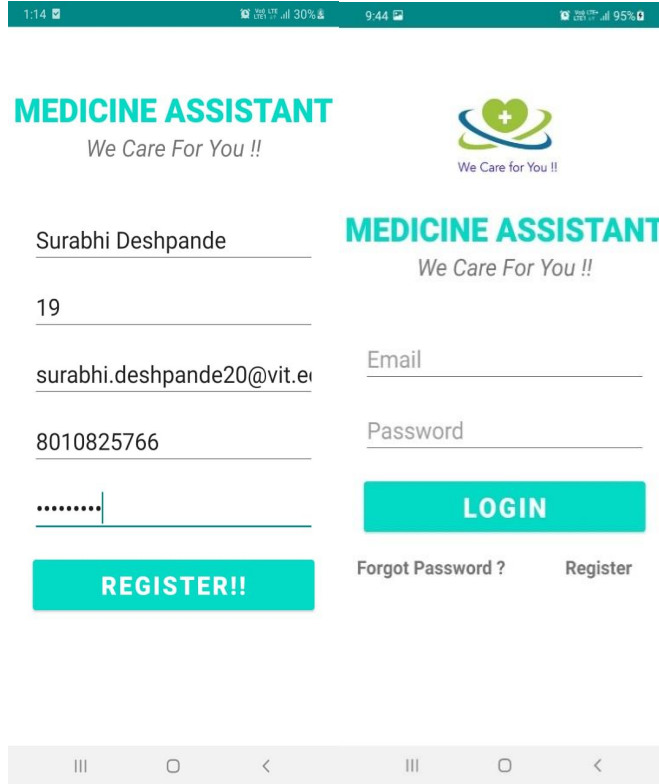 1:14
30%
MEDICINE ASSISTANT
We Care For You !!
Surabhi Deshpande
19
surabhi.deshpande20@vit.e
8010825766
•••••••••
REGISTER!!
9:44
95%
We Care for You !!
MEDICINE ASSISTANT
We Care For You !!
Email
Password
LOGIN
Forgot Password ? Register